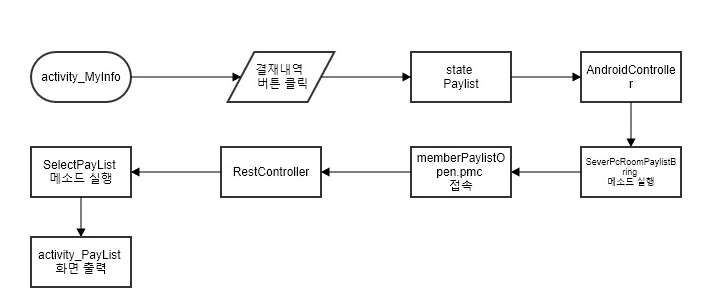 activity_MyInfo
결재내역
버튼 클릭
state
Paylist
AndroidControlle
r
SeverPcRoomPaylistB
ring
메소드 실행
memberPaylistO
pen.pmc
접속
RestController
SelectPayList
메소드 실행
activity_PayList
화면 출력